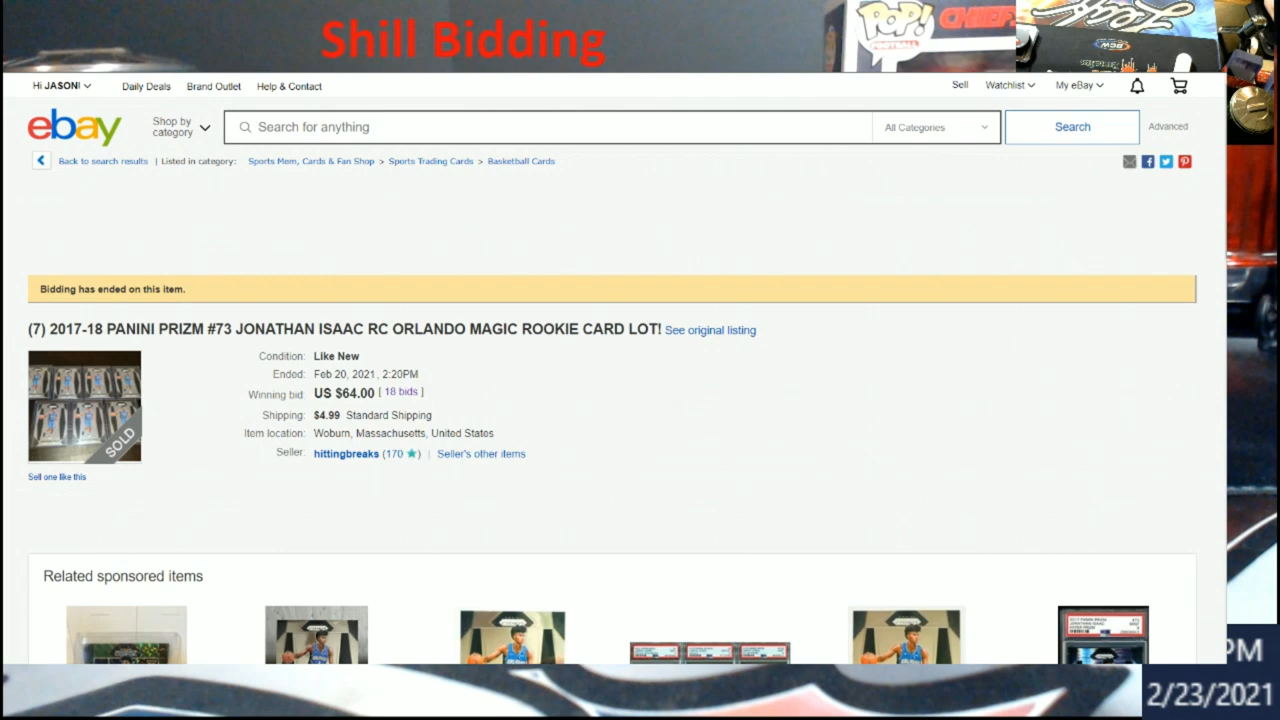 Shill Bidding
POP!
FOOTBALL
CHIEFS
Hi JASON!
Daily Deals
Brand Outlet
Help & Contact
Sell
Watchlist
My eBay
ebay
Shop by
category
Search for anything
All Categories
Search
Advanced
Back to search results | Listed in category: Sports Mem, Cards & Fan Shop > Sports Trading Cards > Basketball Cards
Bidding has ended on this item.
(7) 2017-18 PANINI PRIZM #73 JONATHAN ISAAC RC ORLANDO MAGIC ROOKIE CARD LOT! See original listing
SOLD
Condition: Like New
Ended: Feb 20, 2021, 2:20PM
Winning bid: US $64.00 [ 18 bids ]
Shipping: $4.99 Standard Shipping
Item location: Woburn, Massachusetts, United States
Seller: hittingbreaks (170 ★) | Seller's other items
Sell one like this
Related sponsored items
PM
2/23/2021